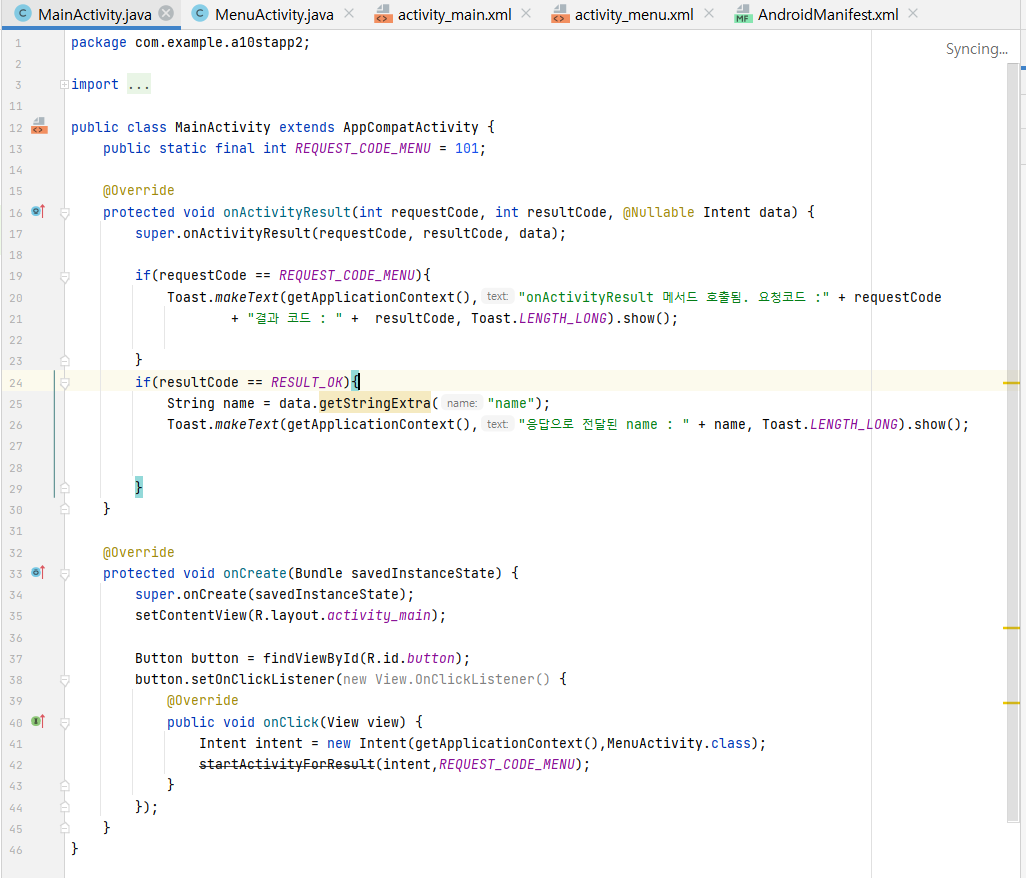 MainActivity.java MenuActivity.java activity_main.xml activity_menu.xml AndroidManifest.xml
Syncing...
1 package com.example.a10stapp2;
2
3 import ...
11
12 public class MainActivity extends AppCompatActivity {
13 public static final int REQUEST_CODE_MENU = 101;
14
15 @Override
16 protected void onActivityResult(int requestCode, int resultCode, @Nullable Intent data) {
17 super.onActivityResult(requestCode, resultCode, data);
18
19 if(requestCode == REQUEST_CODE_MENU){
20 Toast.makeText(getApplicationContext(), text: "onActivityResult 메서드 호출됨. 요청코드 :" + requestCode
21 + "결과 코드 : " + resultCode, Toast.LENGTH_LONG).show();
22
23 }
24 if(resultCode == RESULT_OK){
25 String name = data.getStringExtra( name: "name");
26 Toast.makeText(getApplicationContext(), text: "응답으로 전달된 name : " + name, Toast.LENGTH_LONG).show();
27
28
29 }
30 }
31
32 @Override
33 protected void onCreate(Bundle savedInstanceState) {
34 super.onCreate(savedInstanceState);
35 setContentView(R.layout.activity_main);
36
37 Button button = findViewById(R.id.button);
38 button.setOnClickListener(new View.OnClickListener() {
39 @Override
40 public void onClick(View view) {
41 Intent intent = new Intent(getApplicationContext(),MenuActivity.class);
42 startActivityForResult(intent,REQUEST_CODE_MENU);
43 }
44 });
45 }
46 }